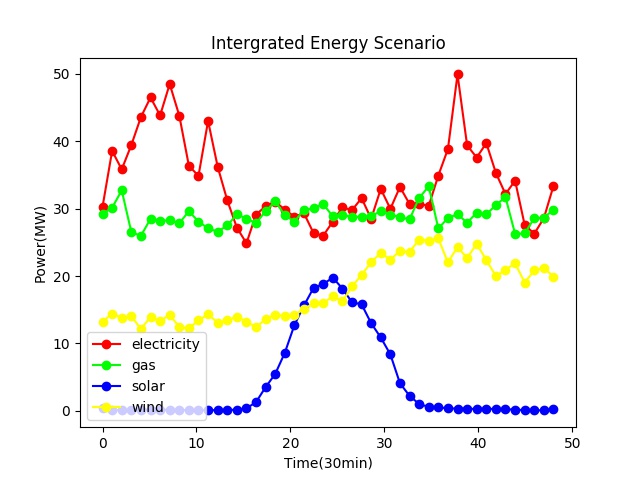 Intergrated Energy Scenario
50
40
30
20
10
0
Power(MW)
electricity
gas
solar
wind
0 10 20 30 40 50
Time(30min)